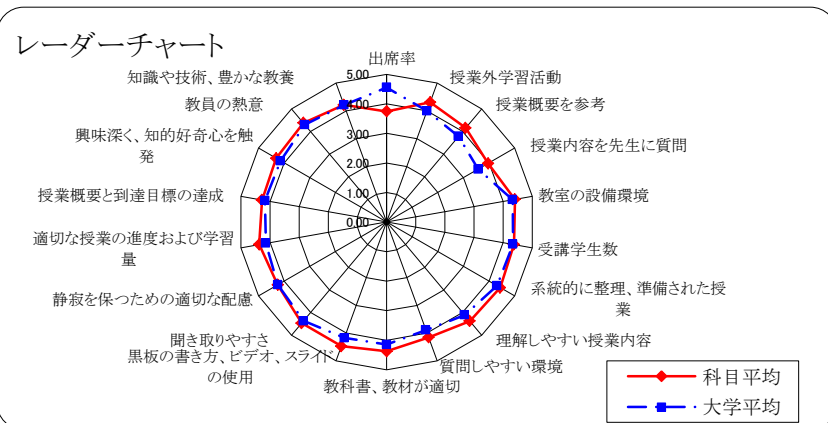 レーダーチャート
出席率
授業外学習活動
授業概要を参考
授業内容を先生に質問
教室の設備環境
受講学生数
系統的に整理、準備された授
業
理解しやすい授業内容
質問しやすい環境
教科書、教材が適切
黒板の書き方、ビデオ、スライド
の使用
聞き取りやすさ
静寂を保つための適切な配慮
適切な授業の進度および学習
量
授業概要と到達目標の達成
興味深く、知的好奇心を触
発
教員の熱意
知識や技術、豊かな教養
5.00
4.00
3.00
2.00
1.00
0.00
科目平均
大学平均